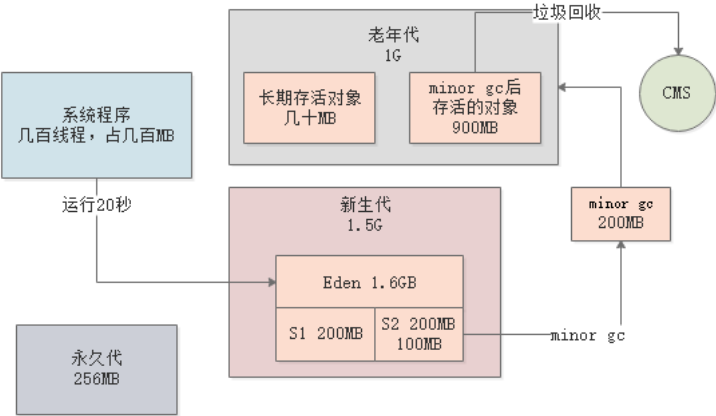 垃圾回收
老年代
1G
长期存活对象
几十MB
minor gc后
存活的对象
900MB
CMS
系统程序
几百线程，占几百MB
运行20秒
新生代
1.5G
Eden 1.6GB
S1 200MB
S2 200MB
100MB
minor gc
200MB
minor gc
永久代
256MB